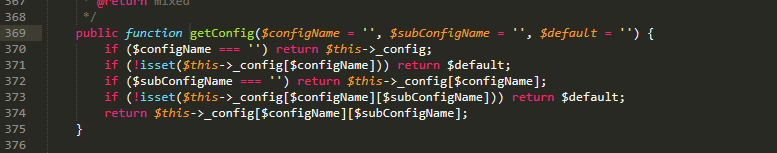 367 * @return mixed
368 */
369 public function getConfig($configName = '', $subConfigName = '', $default = '') {
370 if ($configName === '') return $this->_config;
371 if (!isset($this->_config[$configName])) return $default;
372 if ($subConfigName === '') return $this->_config[$configName];
373 if (!isset($this->_config[$configName][$subConfigName])) return $default;
374 return $this->_config[$configName][$subConfigName];
375 }
376